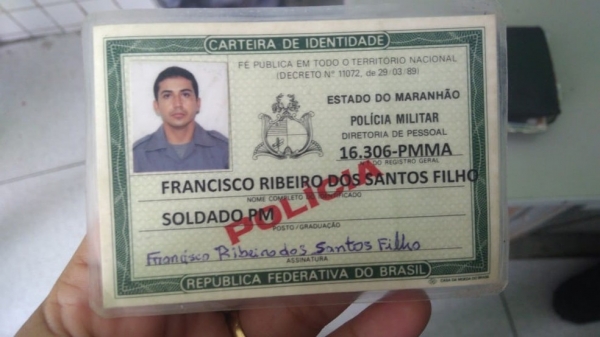 CARTEIRA DE IDENTIDADE
FÉ PÚBLICA EM TODO O TERRITÓRIO NACIONAL
(DECRETO Nº 11072, de 29/03/89)
ESTADO DO MARANHÃO
POLÍCIA MILITAR
DIRETORIA DE PESSOAL
16.306-PMMA
DO REGISTRO GERAL
FRANCISCO RIBEIRO DOS SANTOS FILHO
NOME COMPLETO
SOLDADO PM
POSTO/GRADUAÇÃO
POLICIA
Francisco Ribeiro dos Santos Filho
ASSINATURA
REPÚBLICA FEDERATIVA DO BRASIL